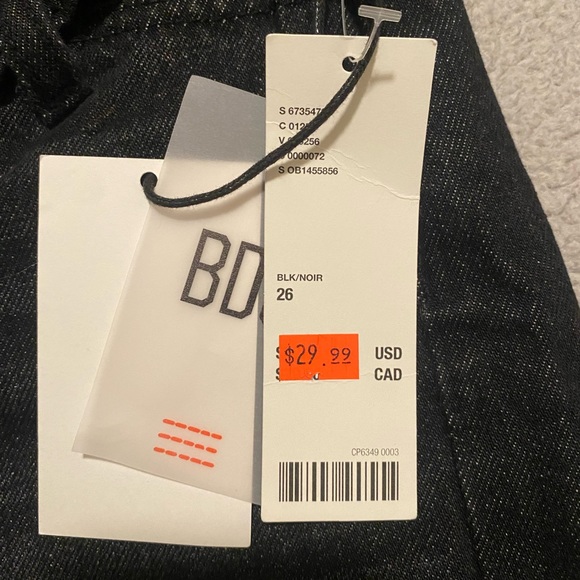 S 673547
C 012
256
0000072
S OB1455856
BD
BLK/NOIR
26
$29.99 USD
CAD
CP6349 0003